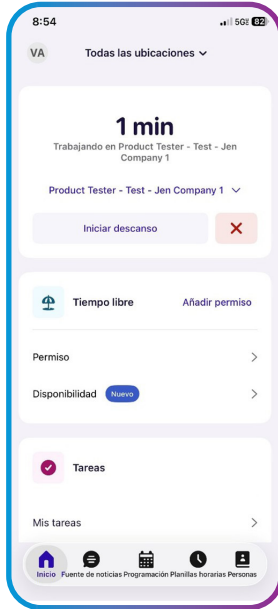 8:54
5G
82
VA
Todas las ubicaciones
1 min
Trabajando en Product Tester - Test - Jen
Company 1
Product Tester - Test - Jen Company 1
Iniciar descanso
Tiempo libre
Añadir permiso
Permiso
Disponibilidad
Nuevo
Tareas
Mis tareas
Inicio
Fuente de noticias
Programación
Planillas horarias
Personas